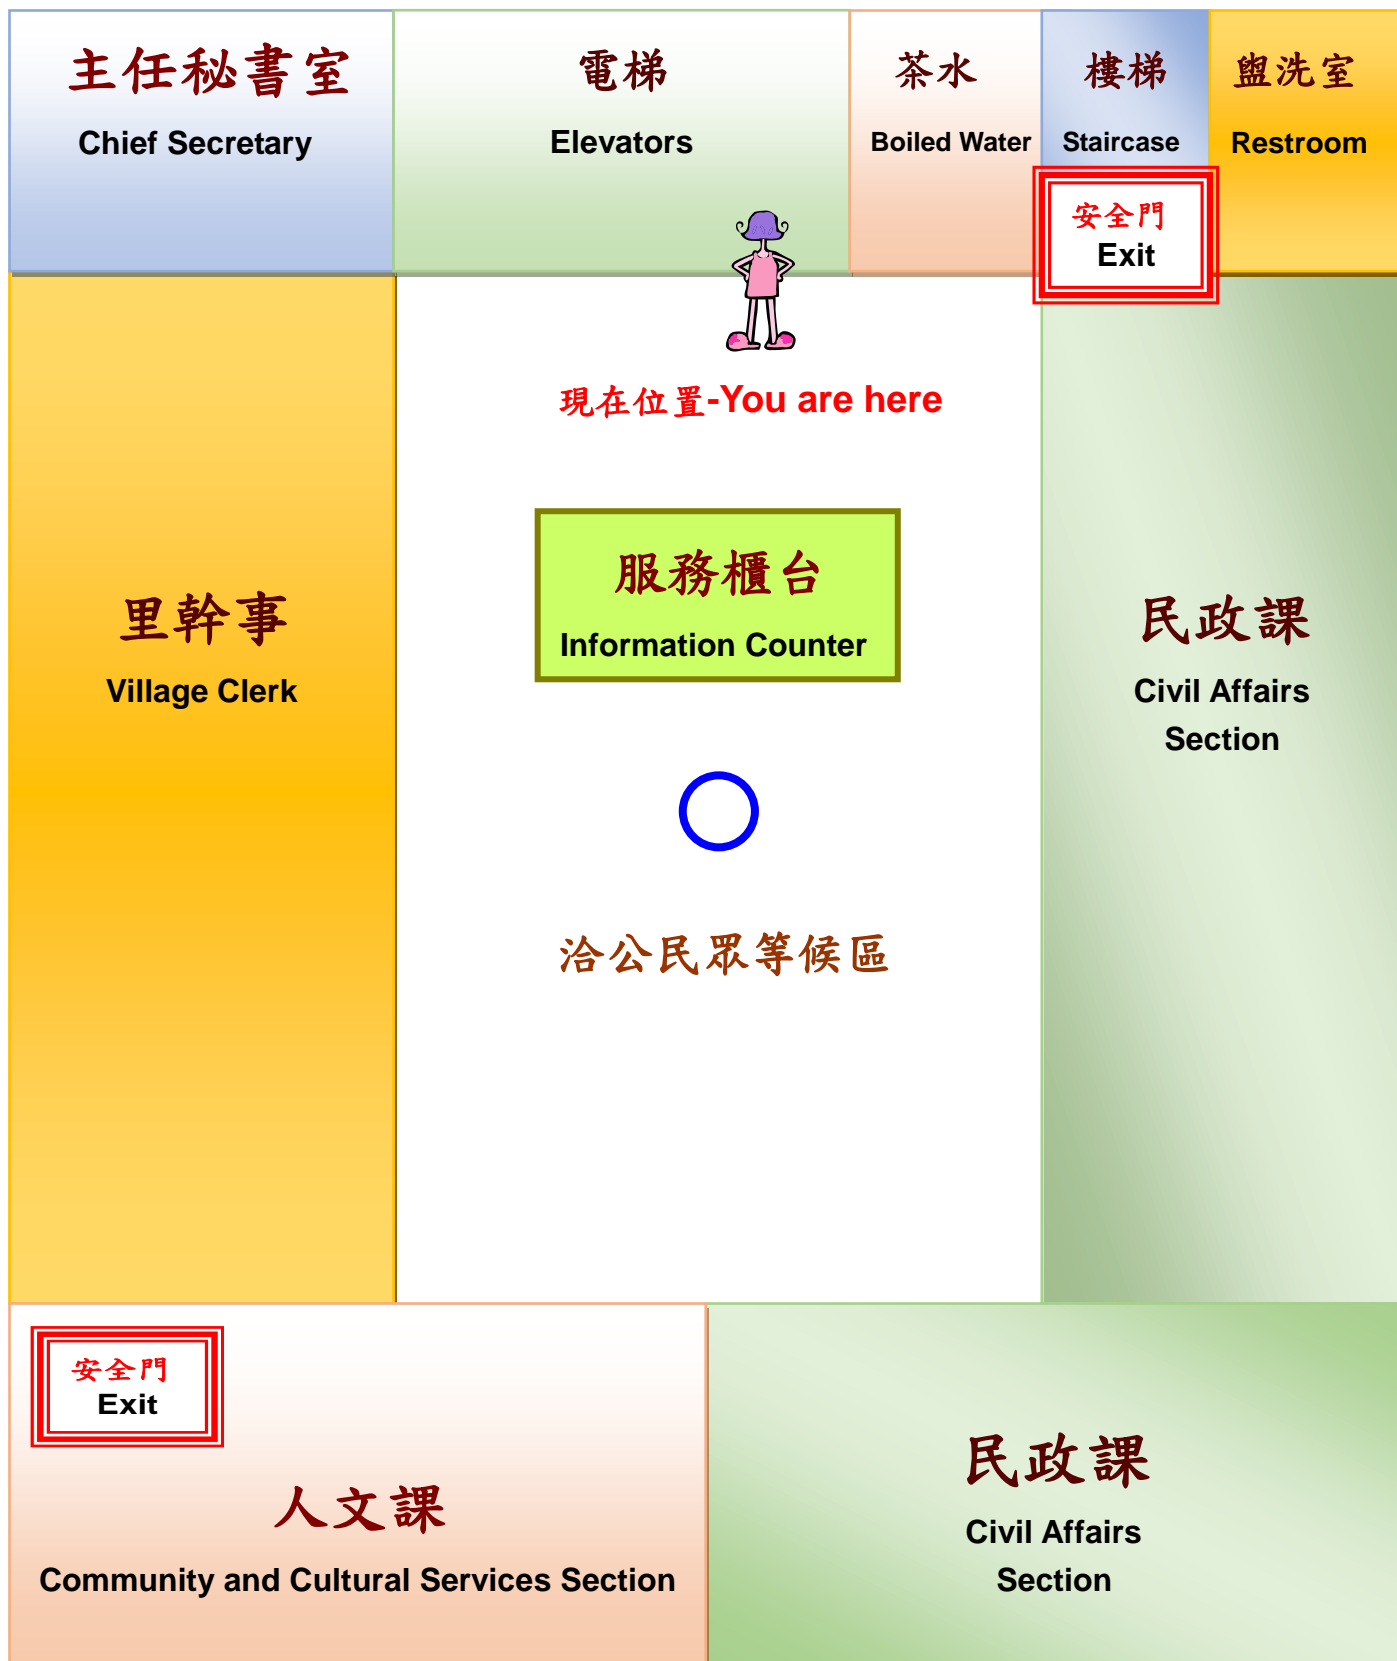 主任秘書室
Chief Secretary
電梯
Elevators
茶水
Boiled Water
樓梯
Staircase
盥洗室
Restroom
安全門
Exit
現在位置-You are here
服務櫃台
Information Counter
里幹事
Village Clerk
民政課
Civil Affairs
Section
洽公民眾等候區
安全門
Exit
人文課
Community and Cultural Services Section
民政課
Civil Affairs
Section